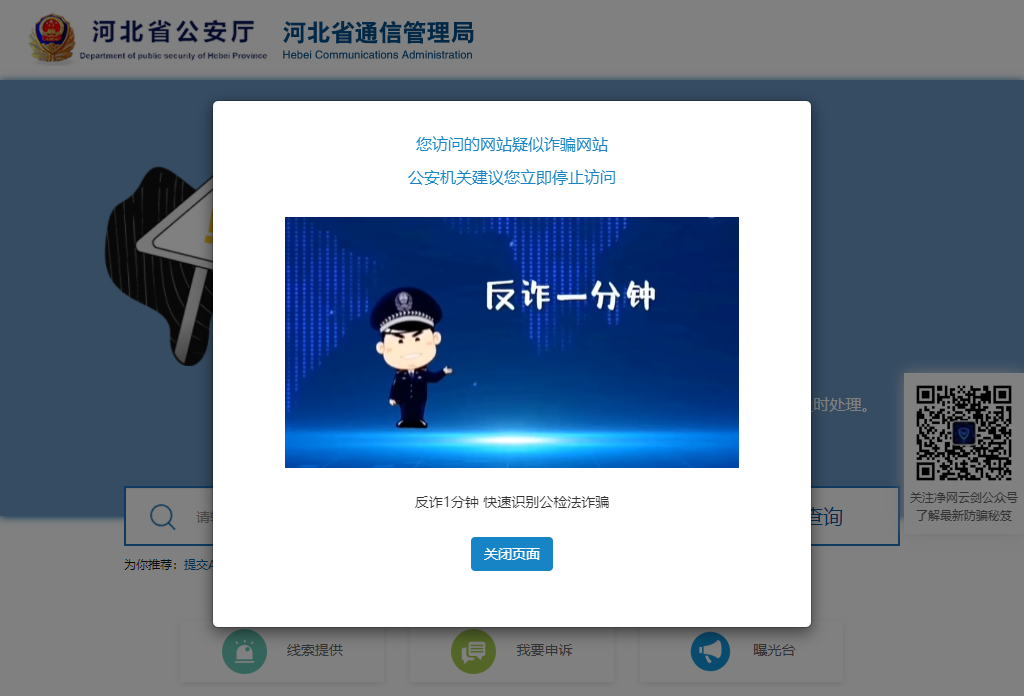 河北省公安厅
Department of public security of Hebei Province
河北省通信管理局
Hebei Communications Administration
您访问的网站疑似诈骗网站
公安机关建议您立即停止访问
反诈一分钟
时处理。
关注净网云剑公众号
了解最新防骗秘笈
请
查询
反诈1分钟 快速识别公检法诈骗
关闭页面
为你推荐：提交A
线索提供
我要申诉
曝光台